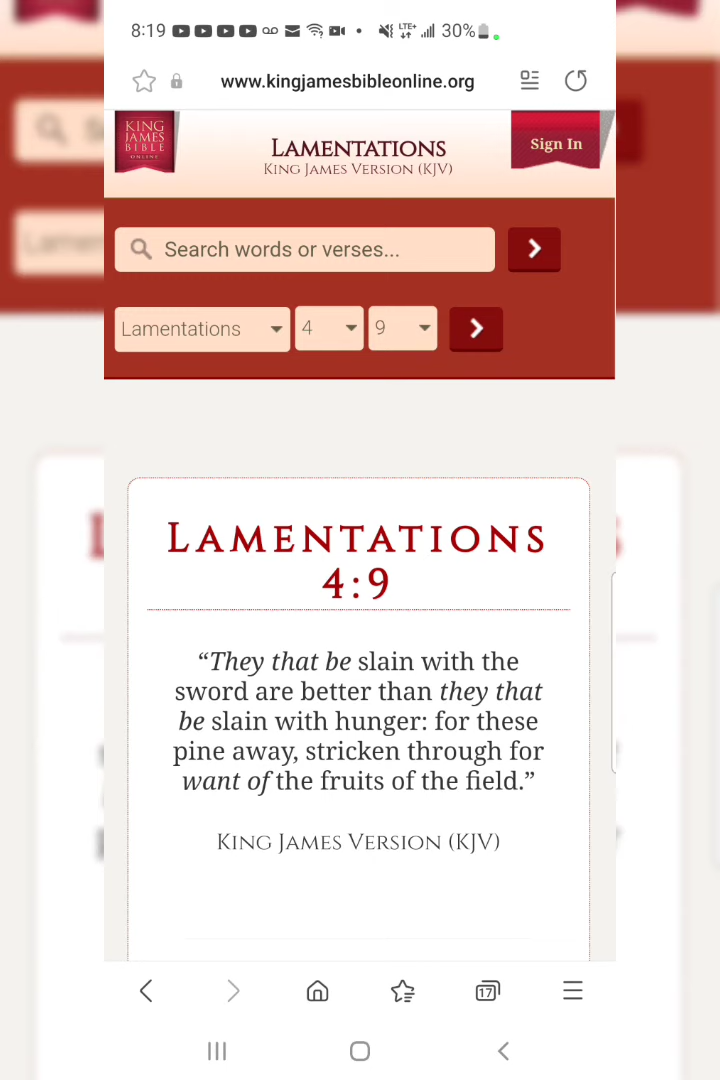 8:19 LTE+ 30%
www.kingjamesbibleonline.org
KING
JAMES
BIBLE
ONLINE
LAMENTATIONS
KING JAMES VERSION (KJV)
Sign In
Search words or verses...
Lamentations 4 9
LAMENTATIONS
4:9
“They that be slain with the
sword are better than they that
be slain with hunger: for these
pine away, stricken through for
want of the fruits of the field.”
KING JAMES VERSION (KJV)
17